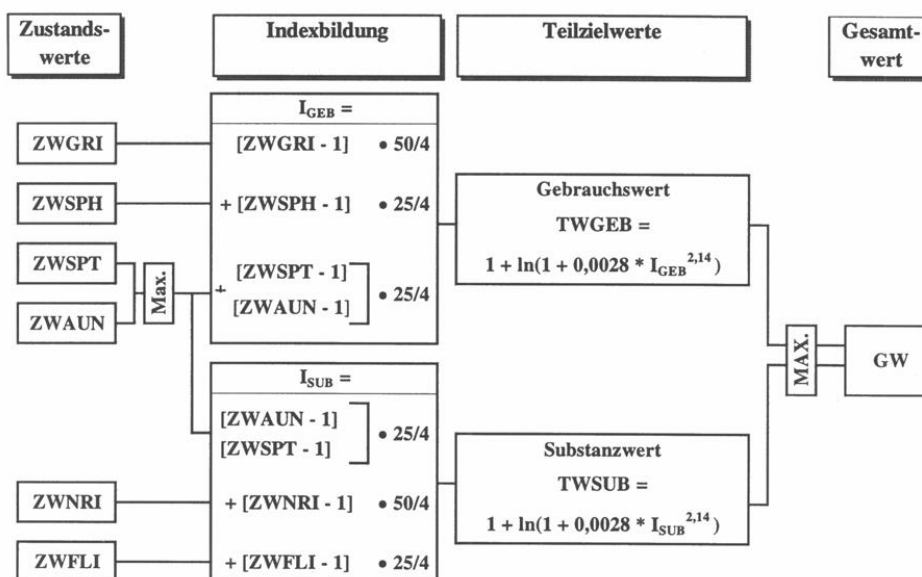 Zustands-
werte
Indexbildung
Teilzielwerte
Gesamt-
wert
ZWGRI
ZWSPH
ZWSPT
ZWAUN
Max.
I_GEB =
[ZWGRI - 1] • 50/4
+ [ZWSPH - 1] • 25/4
+
[ZWSPT - 1]
[ZWAUN - 1]
• 25/4
Gebrauchswert
TWGEB =
1 + ln(1 + 0,0028 * I_GEB^2,14)
I_SUB =
[ZWAUN - 1]
[ZWSPT - 1]
• 25/4
ZWNRI
+ [ZWNRI - 1] • 50/4
ZWFLI
+ [ZWFLI - 1] • 25/4
Substanzwert
TWSUB =
1 + ln(1 + 0,0028 * I_SUB^2,14)
MAX.
GW